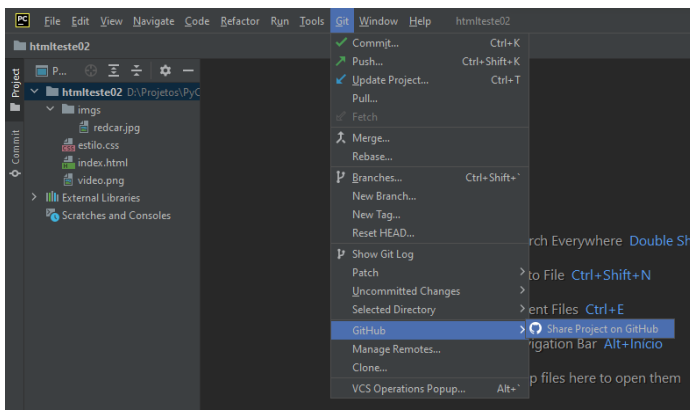 PC File Edit View Navigate Code Refactor Run Tools Git Window Help htmlteste02
htmlteste02
Project
Commit
P...
htmlteste02 D:\Projetos\PyC
imgs
redcar.jpg
estilo.css
index.html
video.png
External Libraries
Scratches and Consoles
Commit... Ctrl+K
Push... Ctrl+Shift+K
Update Project... Ctrl+T
Pull...
Fetch
Merge...
Rebase...
Branches... Ctrl+Shift+`
New Branch...
New Tag...
Reset HEAD...
Show Git Log
Patch
Uncommitted Changes
Selected Directory
GitHub
Manage Remotes...
Clone...
VCS Operations Popup... Alt+`
Share Project on GitHub
rch Everywhere Double Sh
to File Ctrl+Shift+N
ent Files Ctrl+E
vigation Bar Alt+Início
p files here to open them